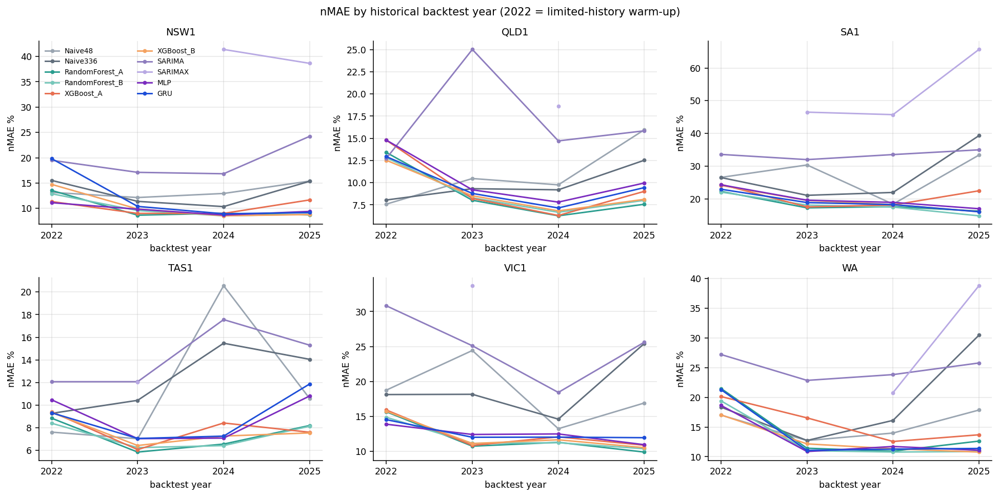 nMAE by historical backtest year (2022 = limited-history warm-up)
NSW1
nMAE %
40
35
30
25
20
15
10
Naive48
Naive336
RandomForest_A
RandomForest_B
XGBoost_A
XGBoost_B
SARIMA
SARIMAX
MLP
GRU
2022 2023 2024 2025
backtest year
QLD1
nMAE %
25.0
22.5
20.0
17.5
15.0
12.5
10.0
7.5
2022 2023 2024 2025
backtest year
SA1
nMAE %
60
50
40
30
20
2022 2023 2024 2025
backtest year
TAS1
nMAE %
20
18
16
14
12
10
8
6
2022 2023 2024 2025
backtest year
VIC1
nMAE %
30
25
20
15
10
2022 2023 2024 2025
backtest year
WA
nMAE %
40
35
30
25
20
15
10
2022 2023 2024 2025
backtest year